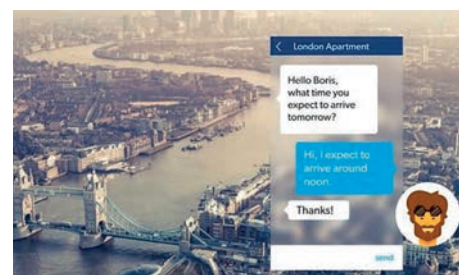 London Apartment
Hello Boris,
what time you
expect to arrive
tomorrow?
Hi, I expect to
arrive around
noon.
Thanks!
send